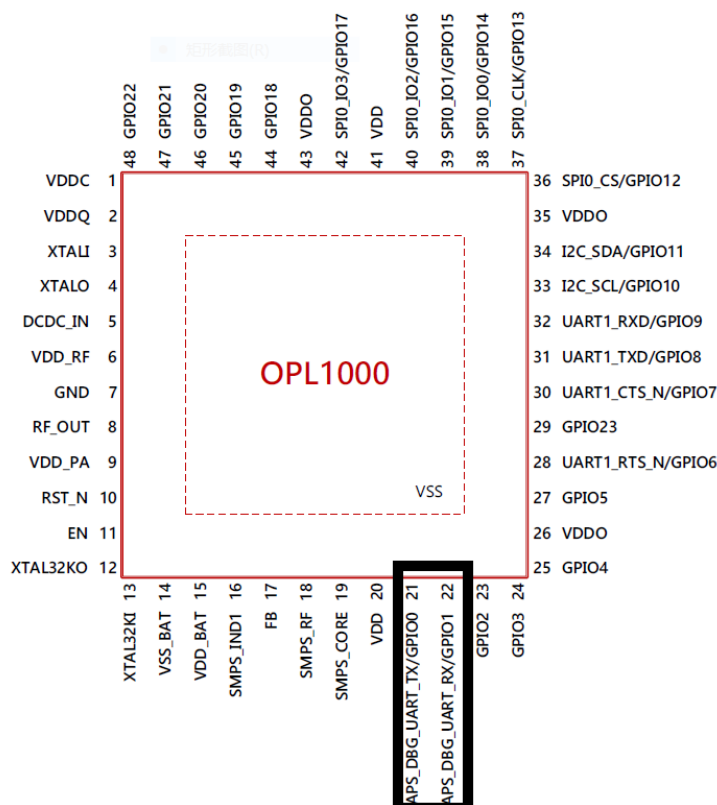 矩形截图(R)
48 GPIO22
47 GPIO21
46 GPIO20
45 GPIO19
44 GPIO18
43 VDDO
42 SPI0_IO3/GPIO17
41 VDD
40 SPI0_IO2/GPIO16
39 SPI0_IO1/GPIO15
38 SPI0_IO0/GPIO14
37 SPI0_CLK/GPIO13
VDDC 1
VDDQ 2
XTALI 3
XTALO 4
DCDC_IN 5
VDD_RF 6
GND 7
RF_OUT 8
VDD_PA 9
RST_N 10
EN 11
XTAL32KO 12
OPL1000
VSS
36 SPI0_CS/GPIO12
35 VDDO
34 I2C_SDA/GPIO11
33 I2C_SCL/GPIO10
32 UART1_RXD/GPIO9
31 UART1_TXD/GPIO8
30 UART1_CTS_N/GPIO7
29 GPIO23
28 UART1_RTS_N/GPIO6
27 GPIO5
26 VDDO
25 GPIO4
XTAL32KI 13
VSS_BAT 14
VDD_BAT 15
SMPS_IND1 16
FB 17
SMPS_RF 18
SMPS_CORE 19
VDD 20
APS_DBG_UART_TX/GPIO0 21
APS_DBG_UART_RX/GPIO1 22
GPIO2 23
GPIO3 24